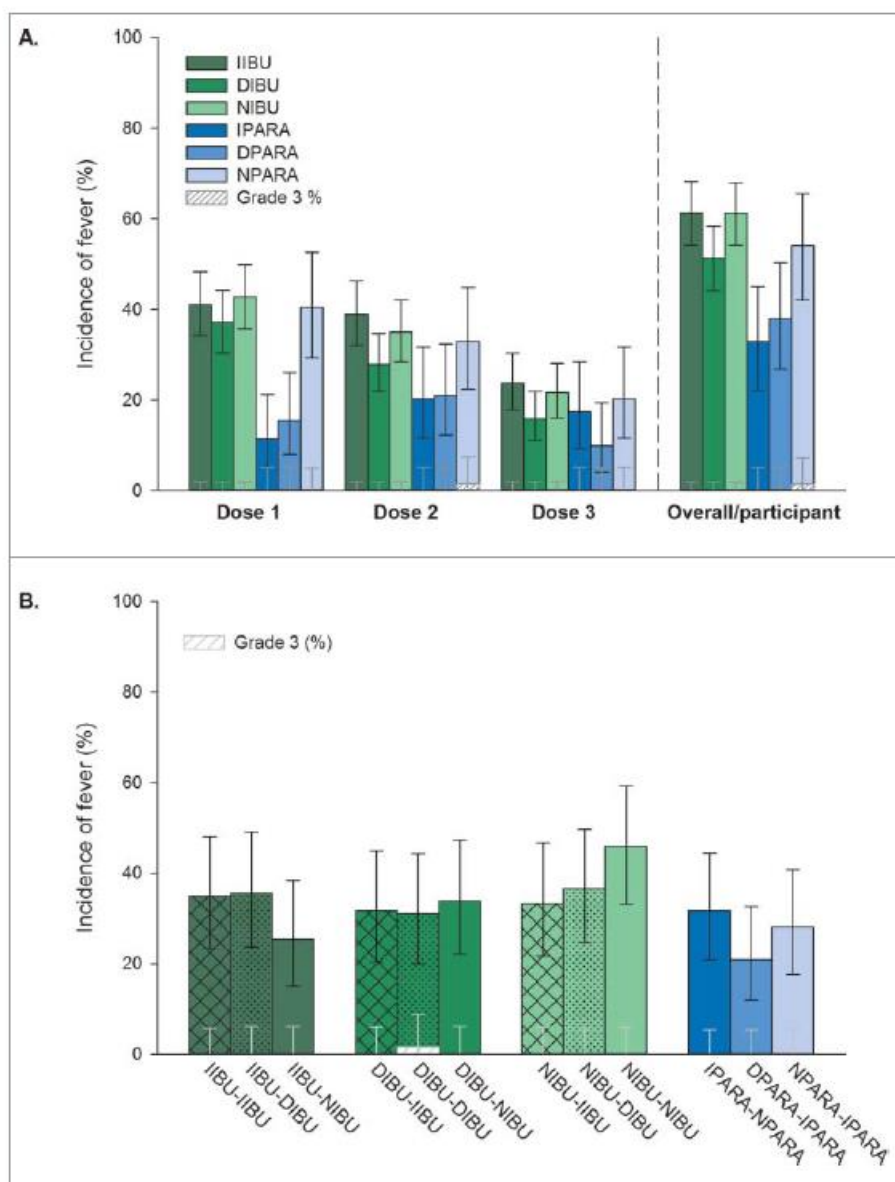 A.
100
80
60
40
20
0
Incidence of fever (%)
IIBU
DIBU
NIBU
IPARA
DPARA
NPARA
Grade 3 %
Dose 1 Dose 2 Dose 3 Overall/participant
B.
100
80
60
40
20
0
Incidence of fever (%)
Grade 3 (%)
IIBU-IIBU
IIBU-DIBU
IIBU-NIBU
DIBU-IIBU
DIBU-DIBU
DIBU-NIBU
NIBU-IIBU
NIBU-DIBU
NIBU-NIBU
IPARA-NPARA
DPARA-IPARA
NPARA-IPARA